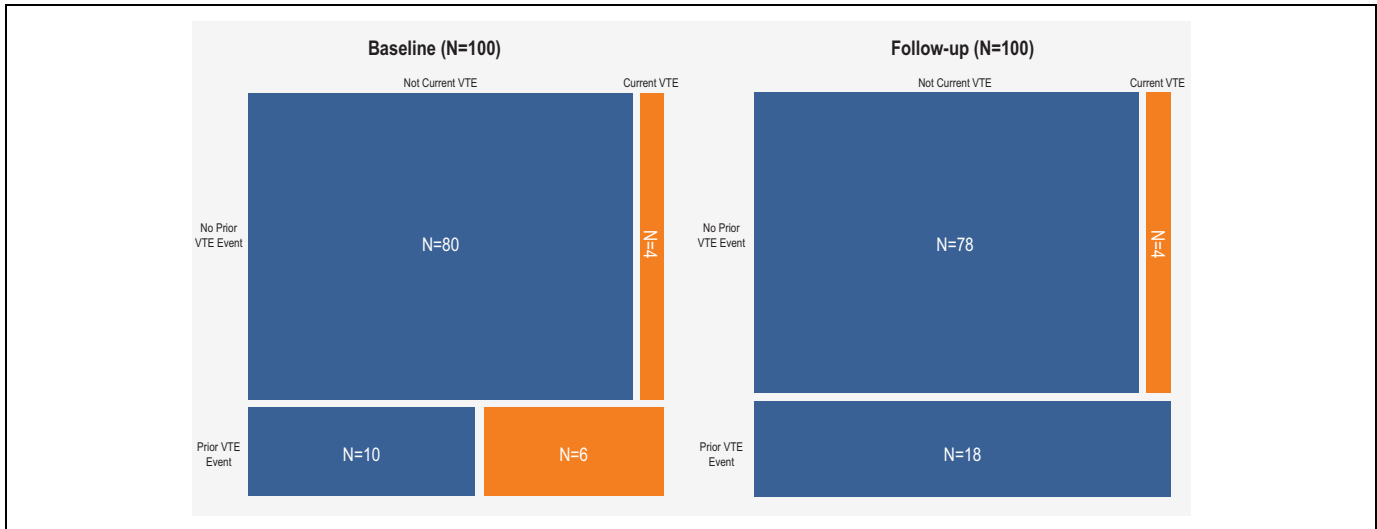 Baseline (N=100)
Not Current VTE
Current VTE
No Prior
VTE Event
N=80
N=4
Prior VTE
Event
N=10
N=6
Follow-up (N=100)
Not Current VTE
Current VTE
No Prior
VTE Event
N=78
N=4
Prior VTE
Event
N=18